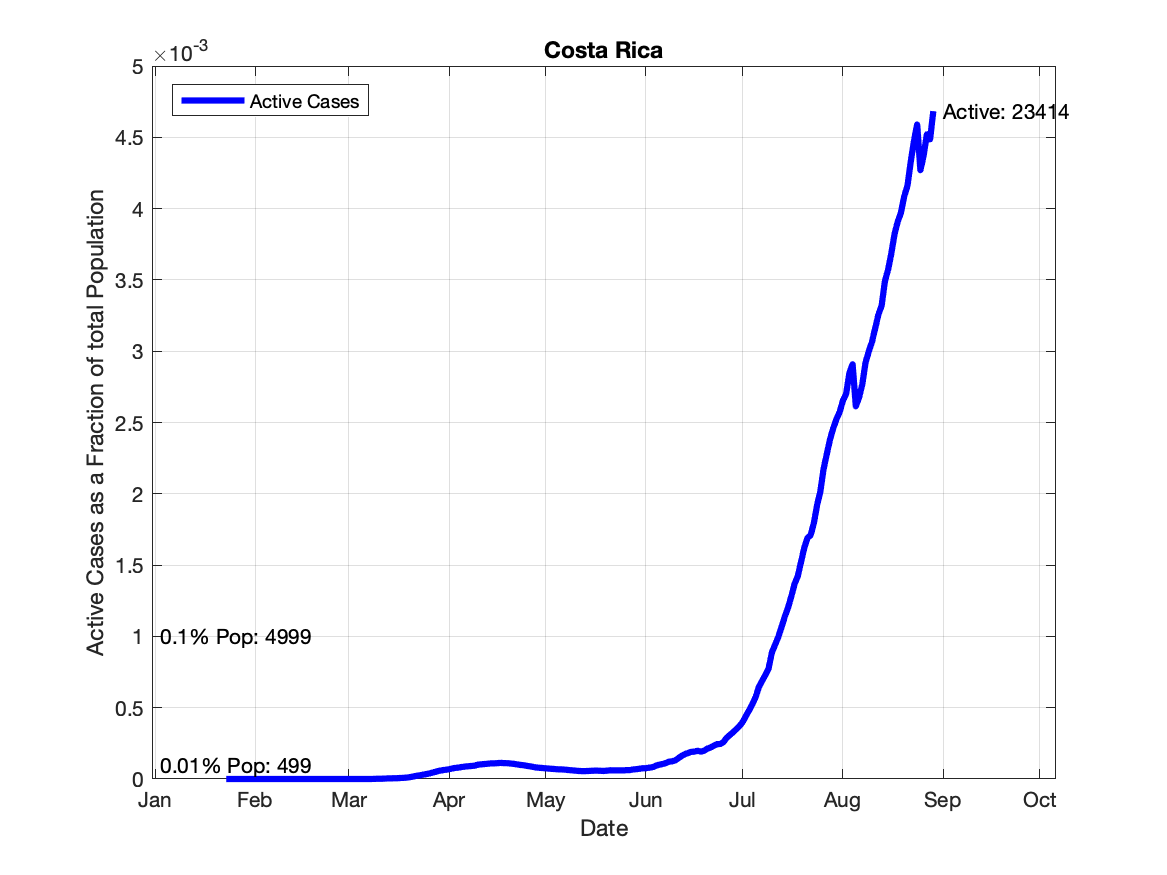 Costa Rica
×10-3
5
4.5
4
3.5
3
2.5
2
1.5
1
0.5
0
Active Cases as a Fraction of total Population
Active Cases
Active: 23414
0.1% Pop: 4999
0.01% Pop: 499
Jan Feb Mar Apr May Jun Jul Aug Sep Oct
Date